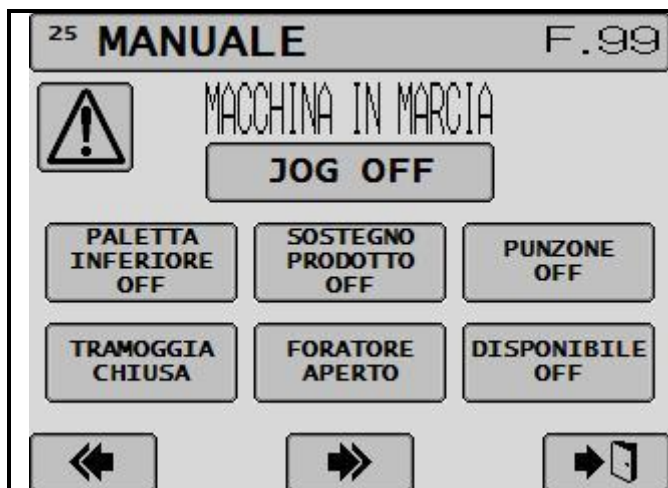 25 MANUALE F.99
MACCHINA IN MARCIA
JOG OFF
PALETTA
INFERIORE
OFF
SOSTEGNO
PRODOTTO
OFF
PUNZONE
OFF
TRAMOGGIA
CHIUSA
FORATORE
APERTO
DISPONIBILE
OFF